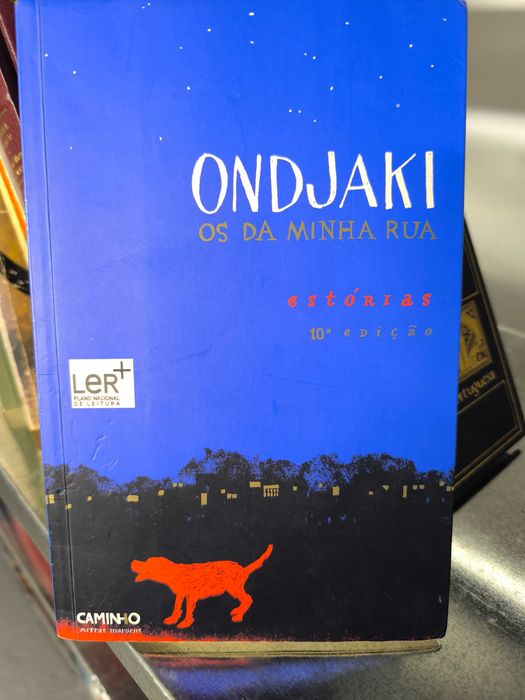 ONDJAKI
OS DA MINHA RUA
estórias
10ª edição
LeR+
PLANO NACIONAL
DE LEITURA
CAMINHO
outras margens